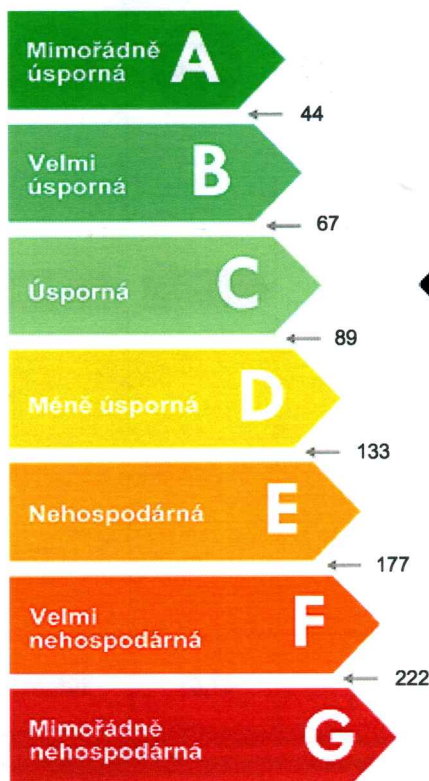 Mimořádně
úsporná
A
44
Velmi
úsporná
B
67
Úsporná
C
89
Méně úsporná
D
133
Nehospodárná
E
177
Velmi
nehospodárná
F
222
Mimořádně
nehospodárná
G